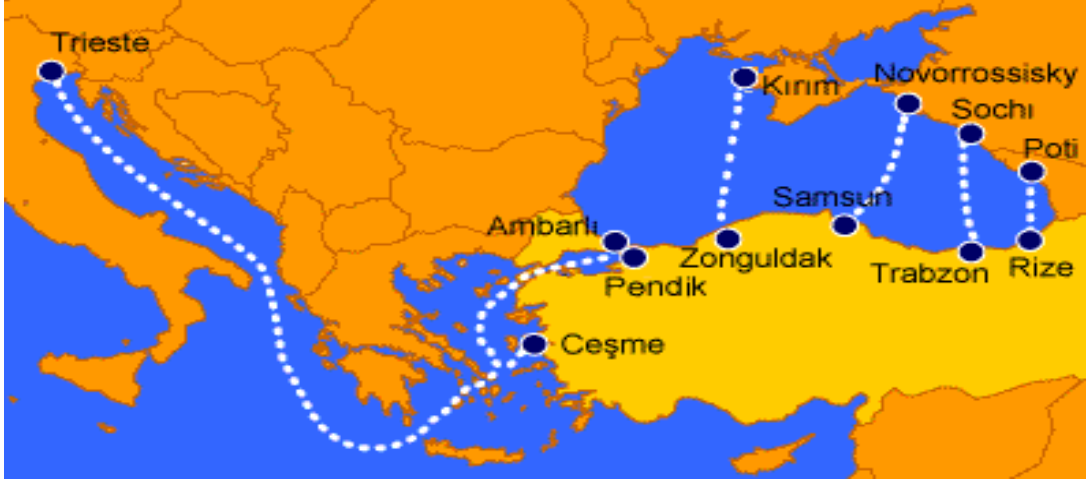 Trieste
Novorrossisky
Kırım
Sochı
Poti
Samsun
Ambarlı
Zonguldak
Trabzon
Rize
Pendik
Ceşme